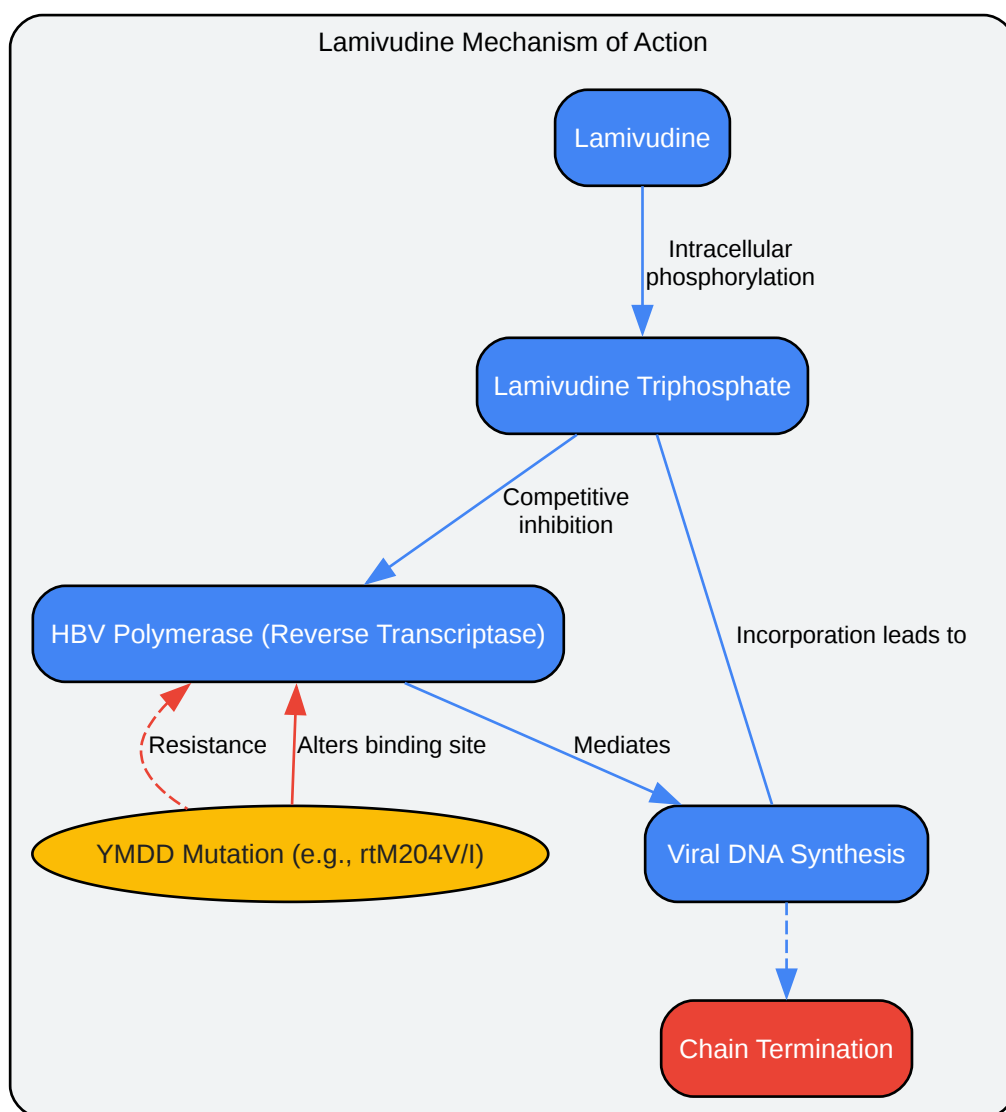 Lamivudine Mechanism of Action
Lamivudine
Intracellular
phosphorylation
Lamivudine Triphosphate
Competitive
inhibition
HBV Polymerase (Reverse Transcriptase)
Incorporation leads to
Resistance
Alters binding site
Mediates
YMDD Mutation (e.g., rtM204V/I)
Viral DNA Synthesis
Chain Termination